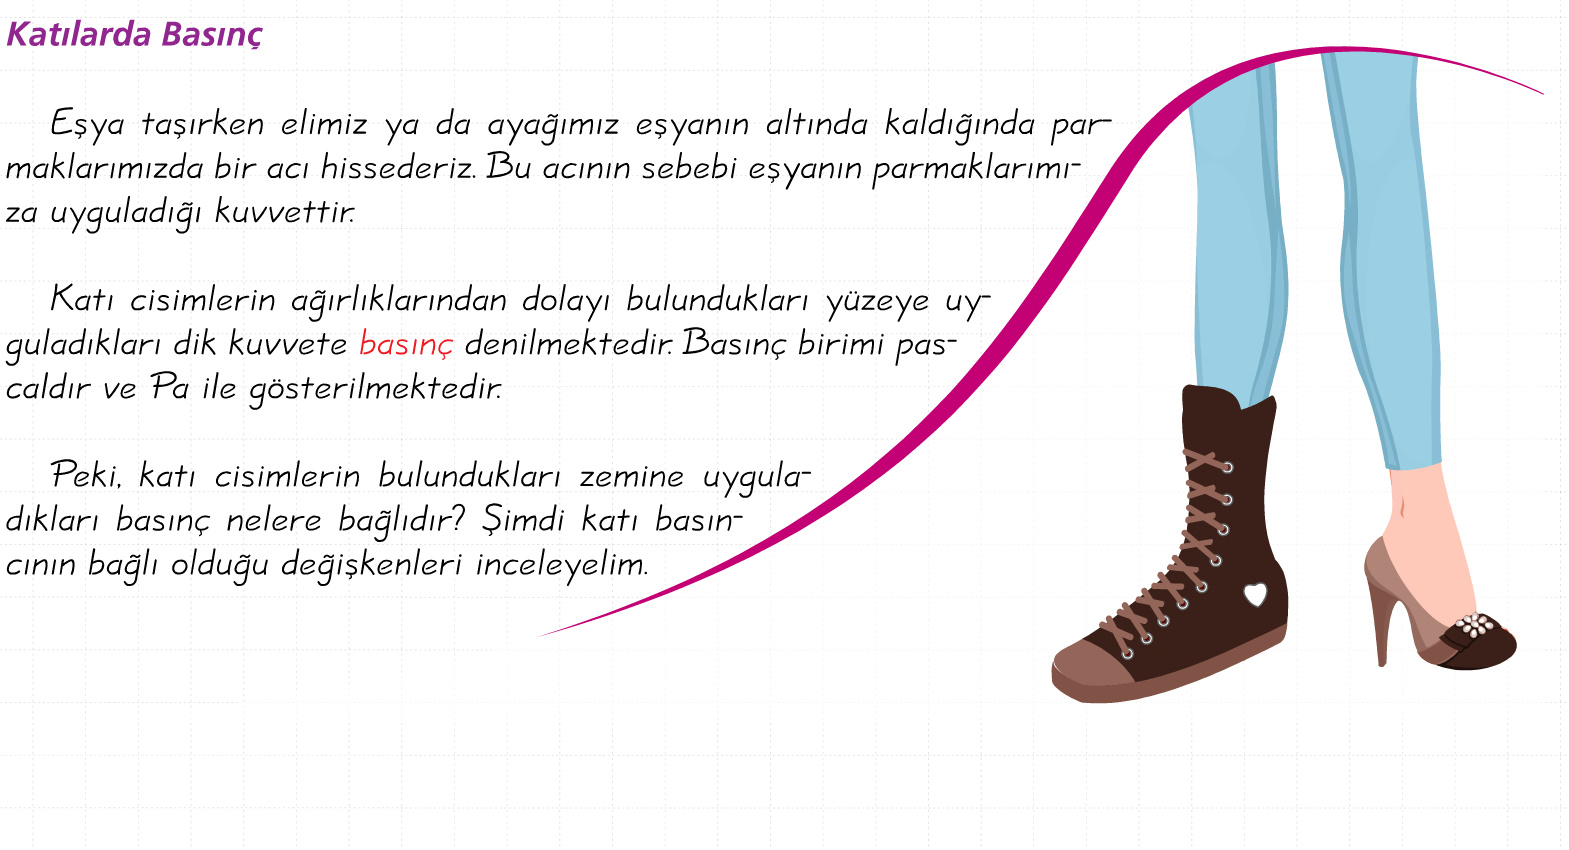 Katılarda Basınç
Eşya taşırken elimiz ya da ayağımız eşyanın altında kaldığında par-
maklarımızda bir acı hissederiz. Bu acının sebebi eşyanın parmaklarımı-
za uyguladığı kuvvettir.
Katı cisimlerin ağırlıklarından dolayı bulundukları yüzeye uy-
guladıkları dik kuvvete basınç denilmektedir. Basınç birimi pas-
caldır ve Pa ile gösterilmektedir.
Peki, katı cisimlerin bulundukları zemine uygula-
dıkları basınç nelere bağlıdır? Şimdi katı basın-
cının bağlı olduğu değişkenleri inceleyelim.